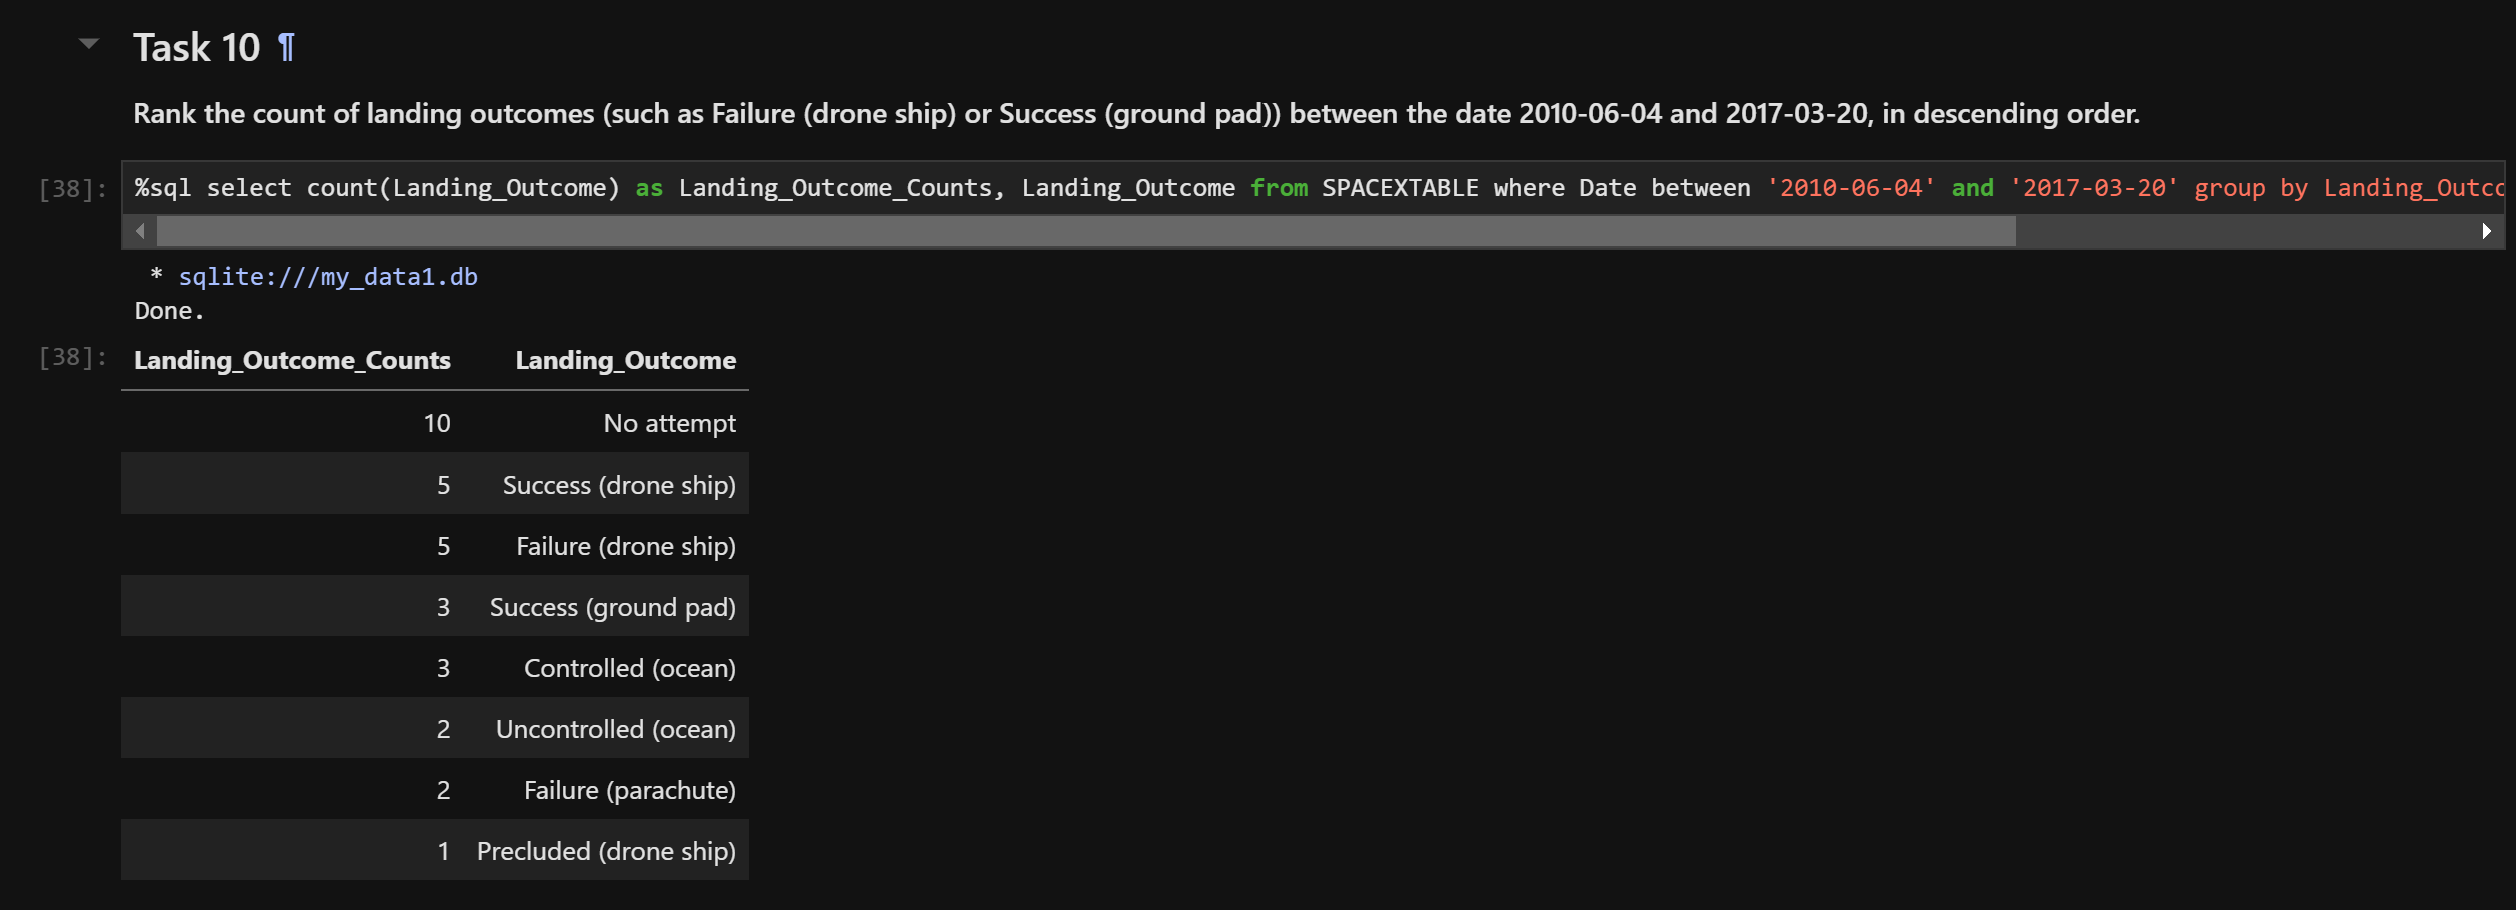 Task 10 ¶
Rank the count of landing outcomes (such as Failure (drone ship) or Success (ground pad)) between the date 2010-06-04 and 2017-03-20, in descending order.
[38]: %sql select count(Landing_Outcome) as Landing_Outcome_Counts, Landing_Outcome from SPACEXTABLE where Date between '2010-06-04' and '2017-03-20' group by Landing_Outco
* sqlite:///my_data1.db
Done.
[38]: Landing_Outcome_Counts Landing_Outcome
10 No attempt
5 Success (drone ship)
5 Failure (drone ship)
3 Success (ground pad)
3 Controlled (ocean)
2 Uncontrolled (ocean)
2 Failure (parachute)
1 Precluded (drone ship)